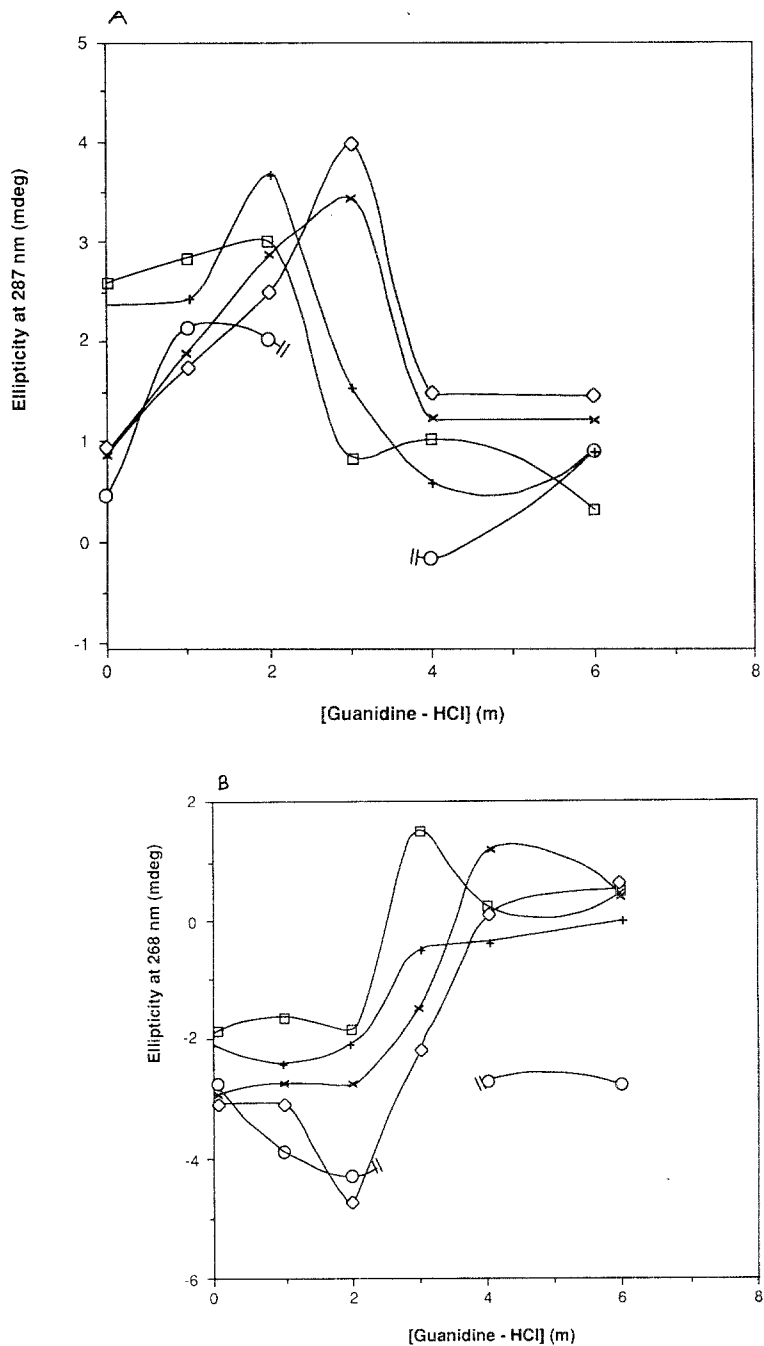 A
5
4
3
2
1
0
-1
Ellipticity at 287 nm (mdeg)
0 2 4 6 8
[Guanidine - HCl] (m)
B
2
0
-2
-4
-6
Ellipticity at 268 nm (mdeg)
0 2 4 6 8
[Guanidine - HCl] (m)